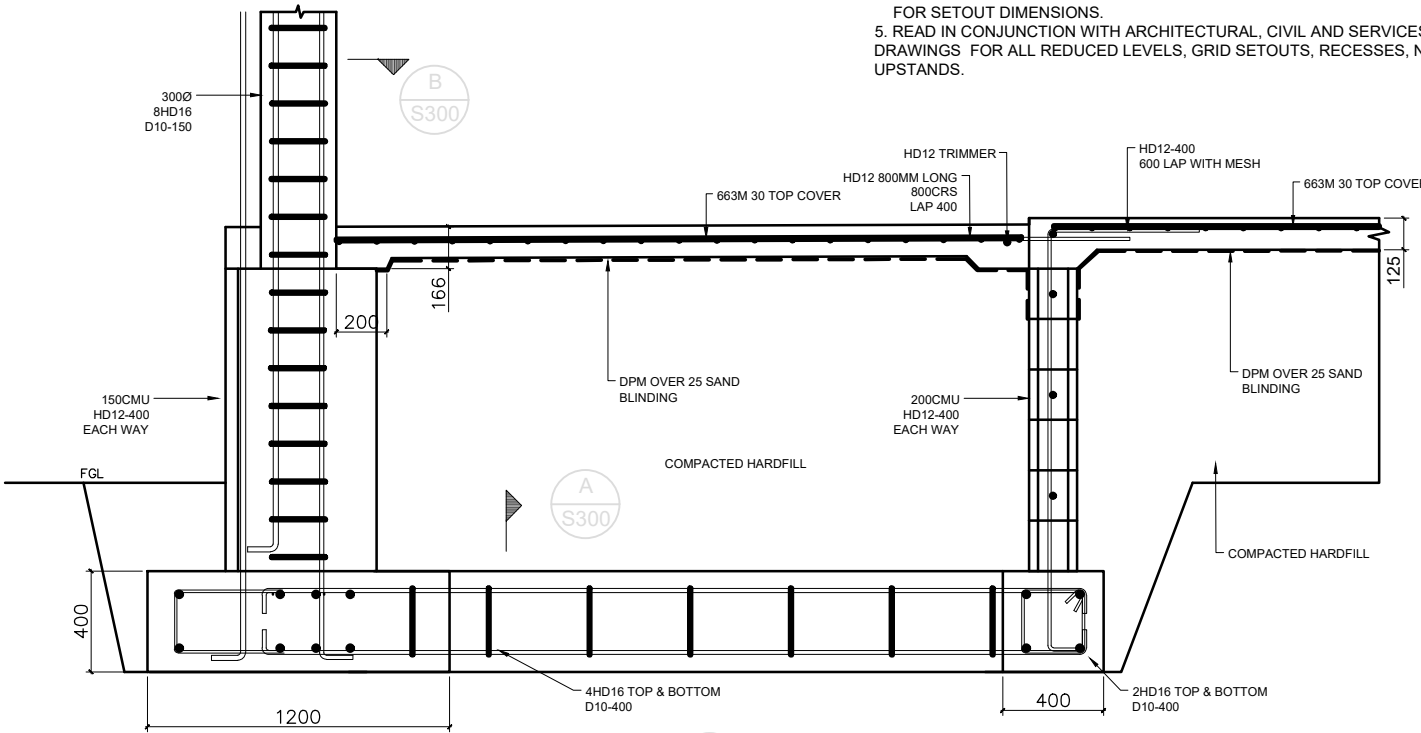 FOR SETOUT DIMENSIONS.
5. READ IN CONJUNCTION WITH ARCHITECTURAL, CIVIL AND SERVICES
DRAWINGS FOR ALL REDUCED LEVELS, GRID SETOUTS, RECESSES,
UPSTANDS.
B
S300
300Ø
8HD16
D10-150
HD12 TRIMMER
HD12-400
600 LAP WITH MESH
HD12 800MM LONG
800CRS
LAP 400
663M 30 TOP COVER
663M 30 TOP COVER
166
125
200
DPM OVER 25 SAND
BLINDING
DPM OVER 25 SAND
BLINDING
150CMU
HD12-400
EACH WAY
200CMU
HD12-400
EACH WAY
COMPACTED HARDFILL
FGL
A
S300
COMPACTED HARDFILL
400
4HD16 TOP & BOTTOM
D10-400
2HD16 TOP & BOTTOM
D10-400
1200
400